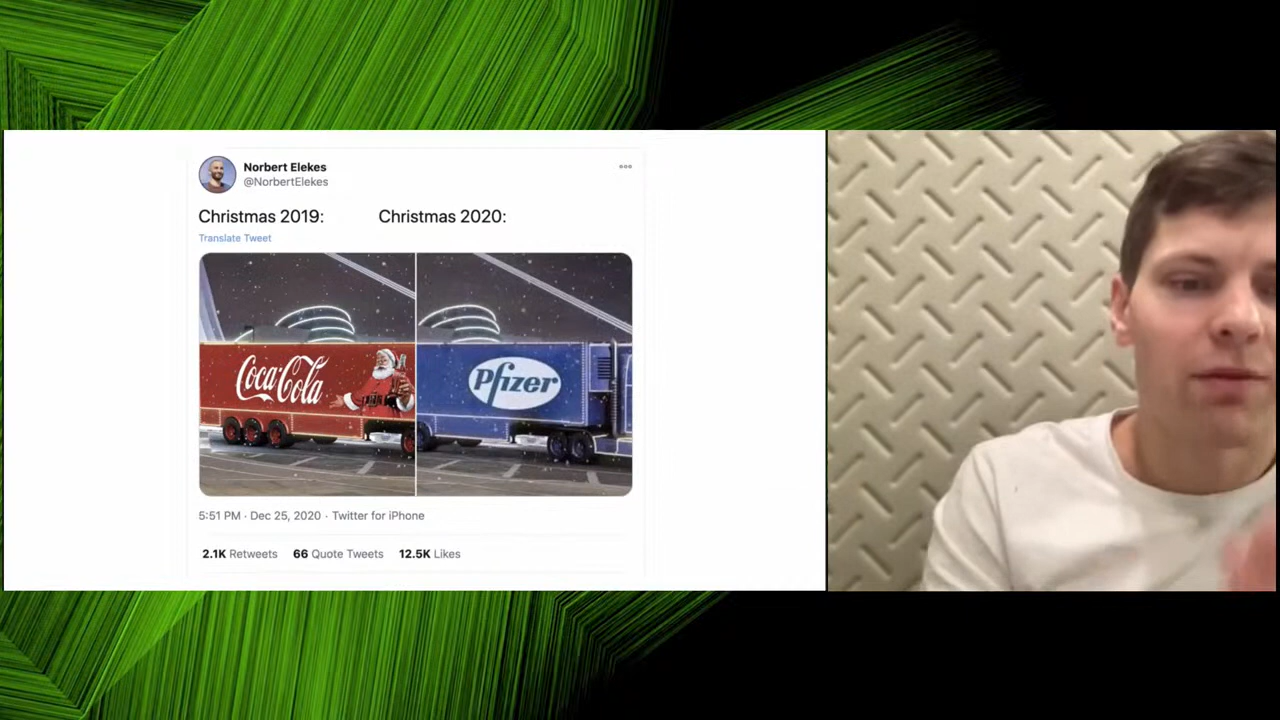 Norbert Elekes
@NorbertElekes
Christmas 2019: Christmas 2020:
Translate Tweet
Coca-Cola
Pfizer
5:51 PM · Dec 25, 2020 · Twitter for iPhone
2.1K Retweets 66 Quote Tweets 12.5K Likes